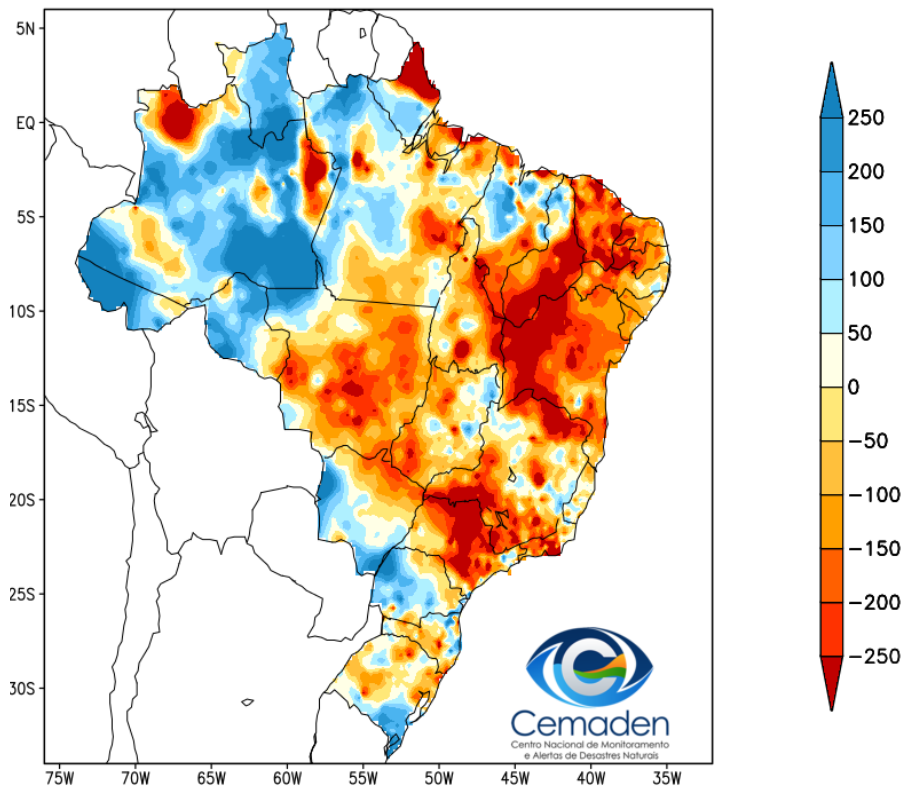 5N
EQ
5S
10S
15S
20S
25S
30S
75W 70W 65W 60W 55W 50W 45W 40W 35W
250
200
150
100
50
0
−50
−100
−150
−200
−250
Cemaden
Centro Nacional de Monitoramento
e Alertas de Desastres Naturais